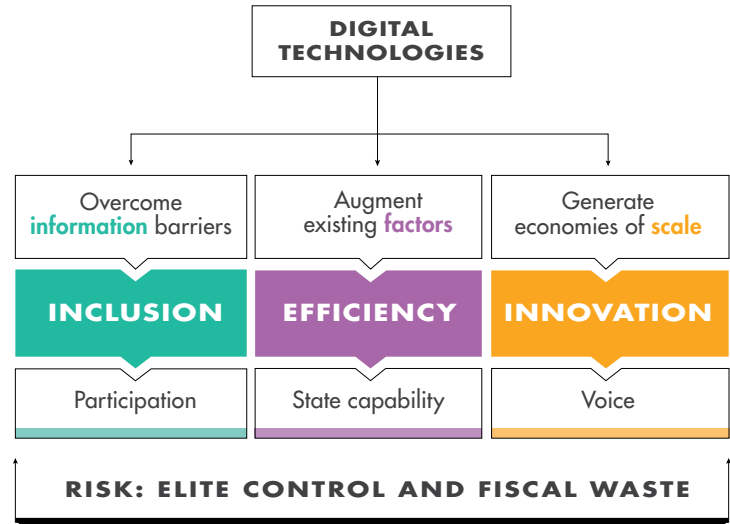 DIGITAL
TECHNOLOGIES
Overcome
information barriers
Augment
existing factors
Generate
economies of scale
INCLUSION
EFFICIENCY
INNOVATION
Participation
State capability
Voice
RISK: ELITE CONTROL AND FISCAL WASTE